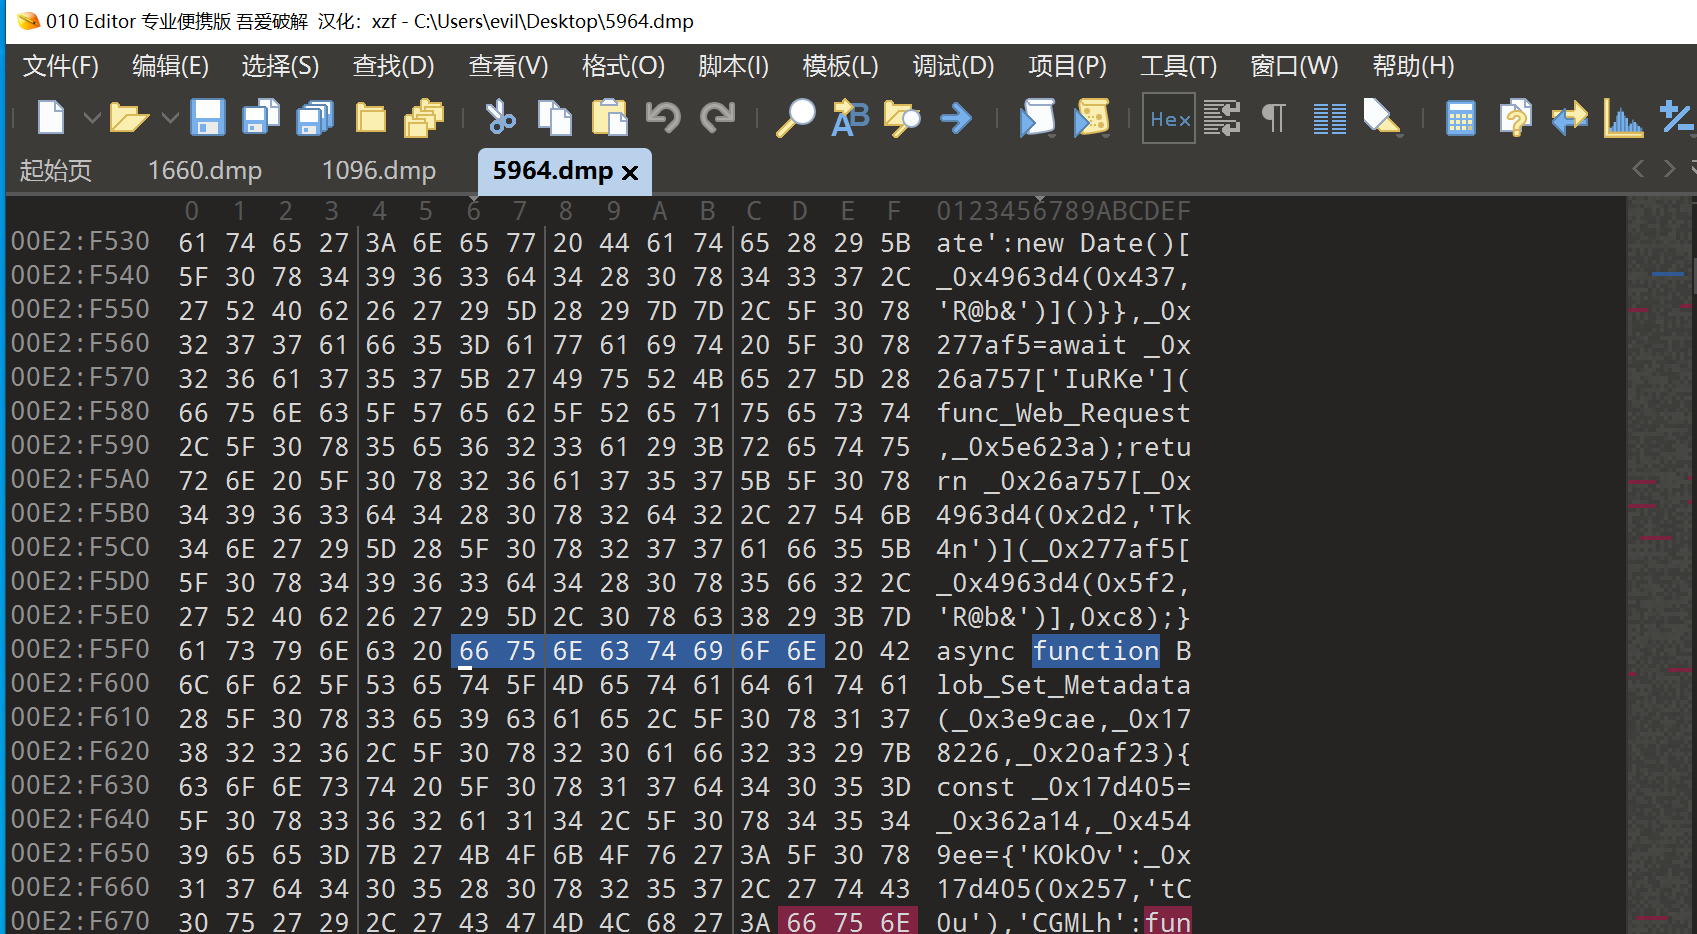 010 Editor 专业便携版 吾爱破解 汉化：xzf - C:\Users\evil\Desktop\5964.dmp
文件(F) 编辑(E) 选择(S) 查找(D) 查看(V) 格式(O) 脚本(I) 模板(L) 调试(D) 项目(P) 工具(T) 窗口(W) 帮助(H)
AB Hex
起始页 1660.dmp 1096.dmp 5964.dmp
0 1 2 3 4 5 6 7 8 9 A B C D E F 0123456789ABCDEF
00E2:F530 61 74 65 27 3A 6E 65 77 20 44 61 74 65 28 29 5B ate':new Date()[
00E2:F540 5F 30 78 34 39 36 33 64 34 28 30 78 34 33 37 2C _0x4963d4(0x437,
00E2:F550 27 52 40 62 26 27 29 5D 28 29 7D 7D 2C 5F 30 78 'R@b&')]()}},_0x
00E2:F560 32 37 37 61 66 35 3D 61 77 61 69 74 20 5F 30 78 277af5=await _0x
00E2:F570 32 36 61 37 35 37 5B 27 49 75 52 4B 65 27 5D 28 26a757['IuRKe'](
00E2:F580 66 75 6E 63 5F 57 65 62 5F 52 65 71 75 65 73 74 func_Web_Request
00E2:F590 2C 5F 30 78 35 65 36 32 33 61 29 3B 72 65 74 75 ,_0x5e623a);retu
00E2:F5A0 72 6E 20 5F 30 78 32 36 61 37 35 37 5B 5F 30 78 rn _0x26a757[_0x
00E2:F5B0 34 39 36 33 64 34 28 30 78 32 64 32 2C 27 54 6B 4963d4(0x2d2,'Tk
00E2:F5C0 34 6E 27 29 5D 28 5F 30 78 32 37 37 61 66 35 5B 4n')](_0x277af5[
00E2:F5D0 5F 30 78 34 39 36 33 64 34 28 30 78 35 66 32 2C _0x4963d4(0x5f2,
00E2:F5E0 27 52 40 62 26 27 29 5D 2C 30 78 63 38 29 3B 7D 'R@b&')],0xc8);}
00E2:F5F0 61 73 79 6E 63 20 66 75 6E 63 74 69 6F 6E 20 42 async function B
00E2:F600 6C 6F 62 5F 53 65 74 5F 4D 65 74 61 64 61 74 61 lob_Set_Metadata
00E2:F610 28 5F 30 78 33 65 39 63 61 65 2C 5F 30 78 31 37 (_0x3e9cae,_0x17
00E2:F620 38 32 32 36 2C 5F 30 78 32 30 61 66 32 33 29 7B 8226,_0x20af23){
00E2:F630 63 6F 6E 73 74 20 5F 30 78 31 37 64 34 30 35 3D const _0x17d405=
00E2:F640 5F 30 78 33 36 32 61 31 34 2C 5F 30 78 34 35 34 _0x362a14,_0x454
00E2:F650 39 65 65 3D 7B 27 4B 4F 6B 4F 76 27 3A 5F 30 78 9ee={'KOkOv':_0x
00E2:F660 31 37 64 34 30 35 28 30 78 32 35 37 2C 27 74 43 17d405(0x257,'tC
00E2:F670 30 75 27 29 2C 27 43 47 4D 4C 68 27 3A 66 75 6E 0u'),'CGMLh':fun